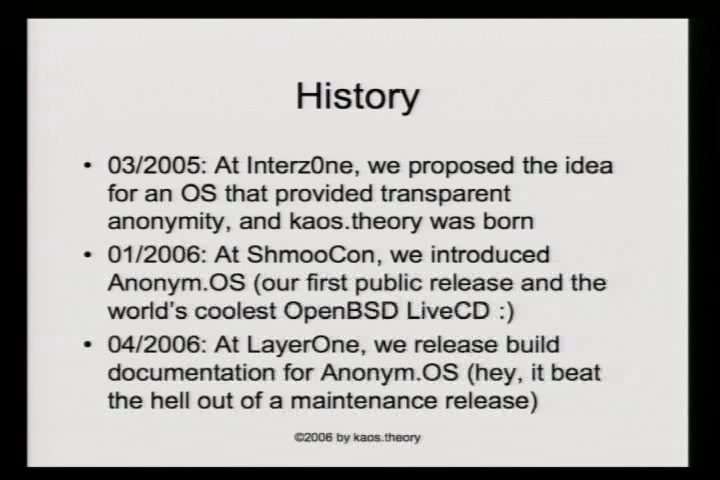 History
• 03/2005: At Interz0ne, we proposed the idea
for an OS that provided transparent
anonymity, and kaos.theory was born
• 01/2006: At ShmooCon, we introduced
Anonym.OS (our first public release and the
world's coolest OpenBSD LiveCD :)
• 04/2006: At LayerOne, we release build
documentation for Anonym.OS (hey, it beat
the hell out of a maintenance release)
©2006 by kaos.theory